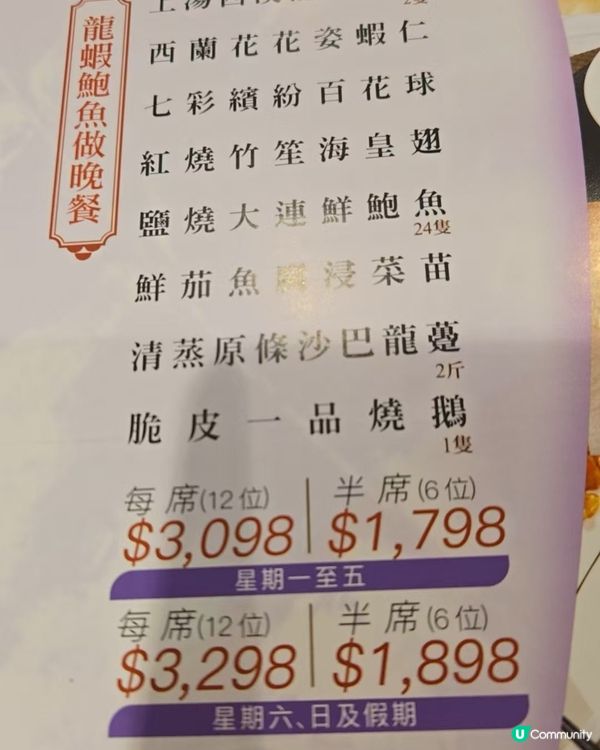 龍蝦鮑魚做晚餐
上湯
2隻
西蘭花花姿蝦仁
七彩繽紛百花球
紅燒竹笙海皇翅
鹽燒大連鮮鮑魚
24隻
鮮茄魚腐浸菜苗
清蒸原條沙巴龍躉
2斤
脆皮一品燒鵝
1隻
每席(12位) 半席(6位)
$3,098 $1,798
星期一至五
每席(12位) 半席(6位)
$3,298 $1,898
星期六、日及假期
U Community